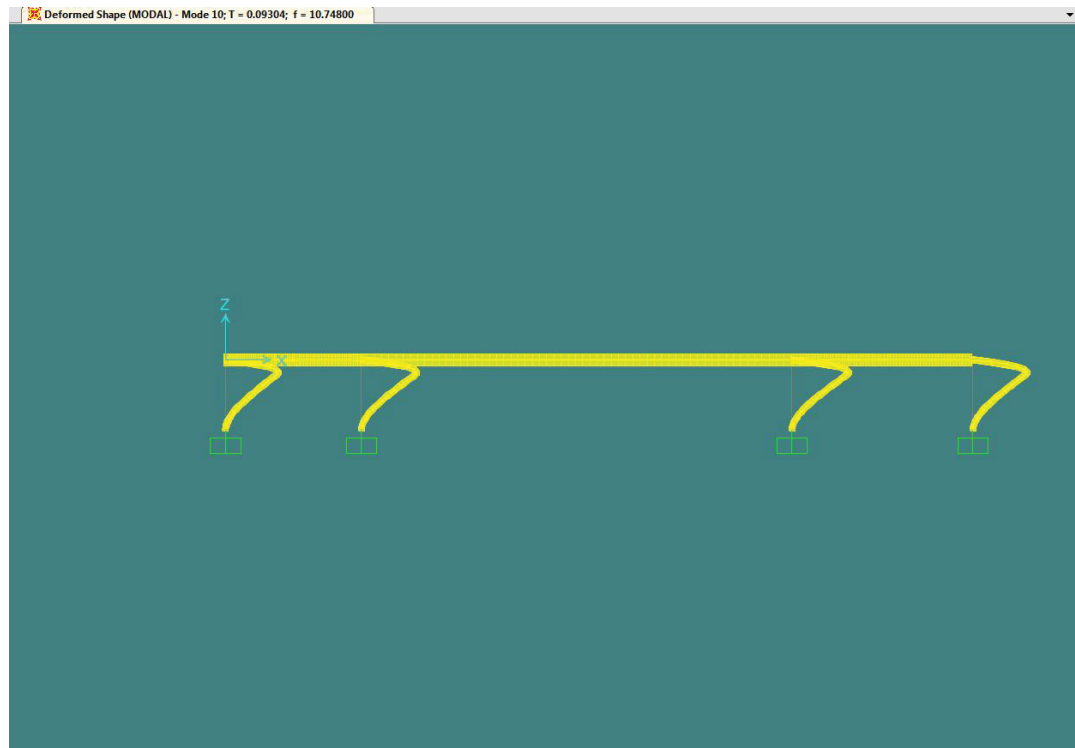 Deformed Shape (MODAL) - Mode 10; T = 0.09304; f = 10.74800
Z
X